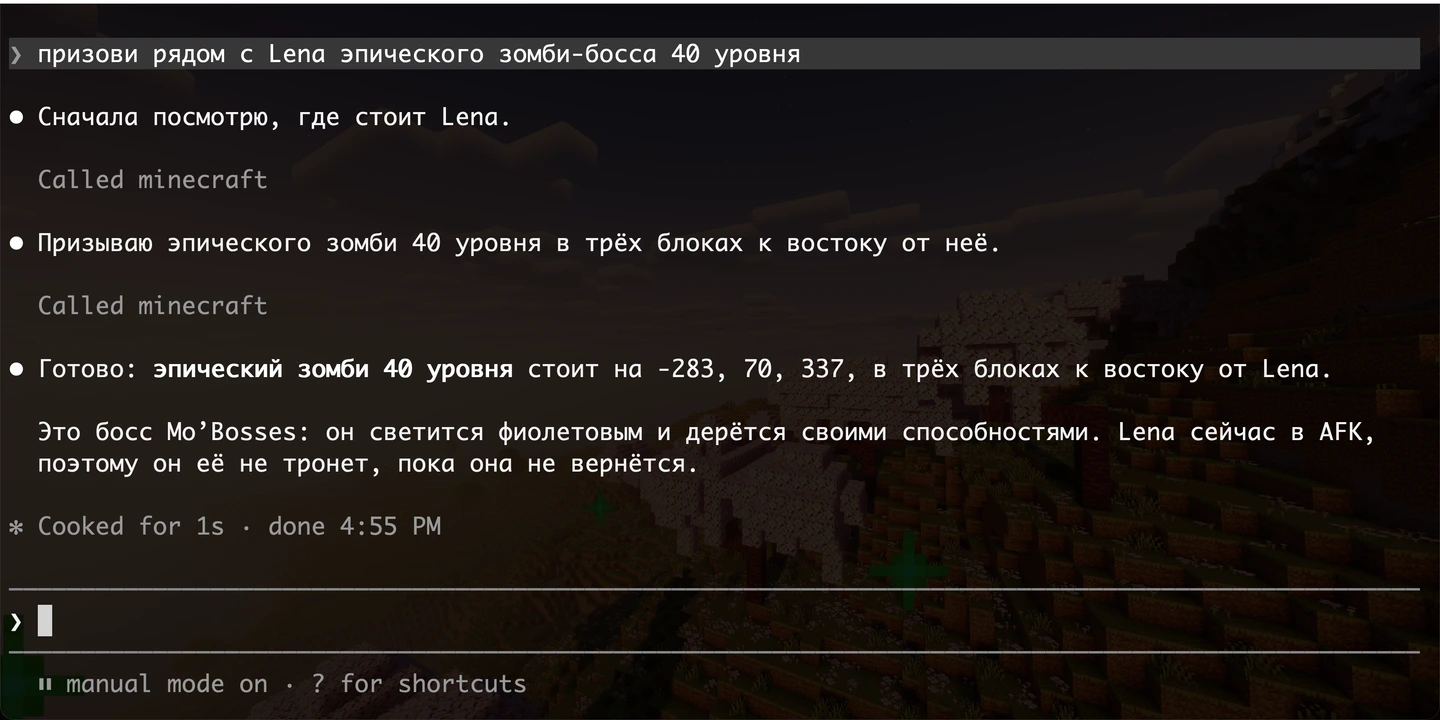 ❯ призови рядом с Lena эпического зомби-босса 40 уровня
● Сначала посмотрю, где стоит Lena.
Called minecraft
● Призываю эпического зомби 40 уровня в трёх блоках к востоку от неё.
Called minecraft
● Готово: эпический зомби 40 уровня стоит на -283, 70, 337, в трёх блоках к востоку от Lena.
Это босс Mo’Bosses: он светится фиолетовым и дерётся своими способностями. Lena сейчас в AFK,
поэтому он её не тронет, пока она не вернётся.
✻ Cooked for 1s · done 4:55 PM
❯
⏸ manual mode on · ? for shortcuts